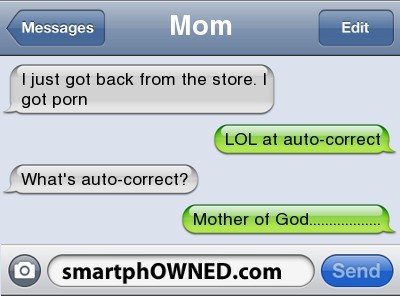 Messages Mom Edit
I just got back from the store. I
got porn
LOL at auto-correct
What's auto-correct?
Mother of God...................
smartphOWNED.com Send